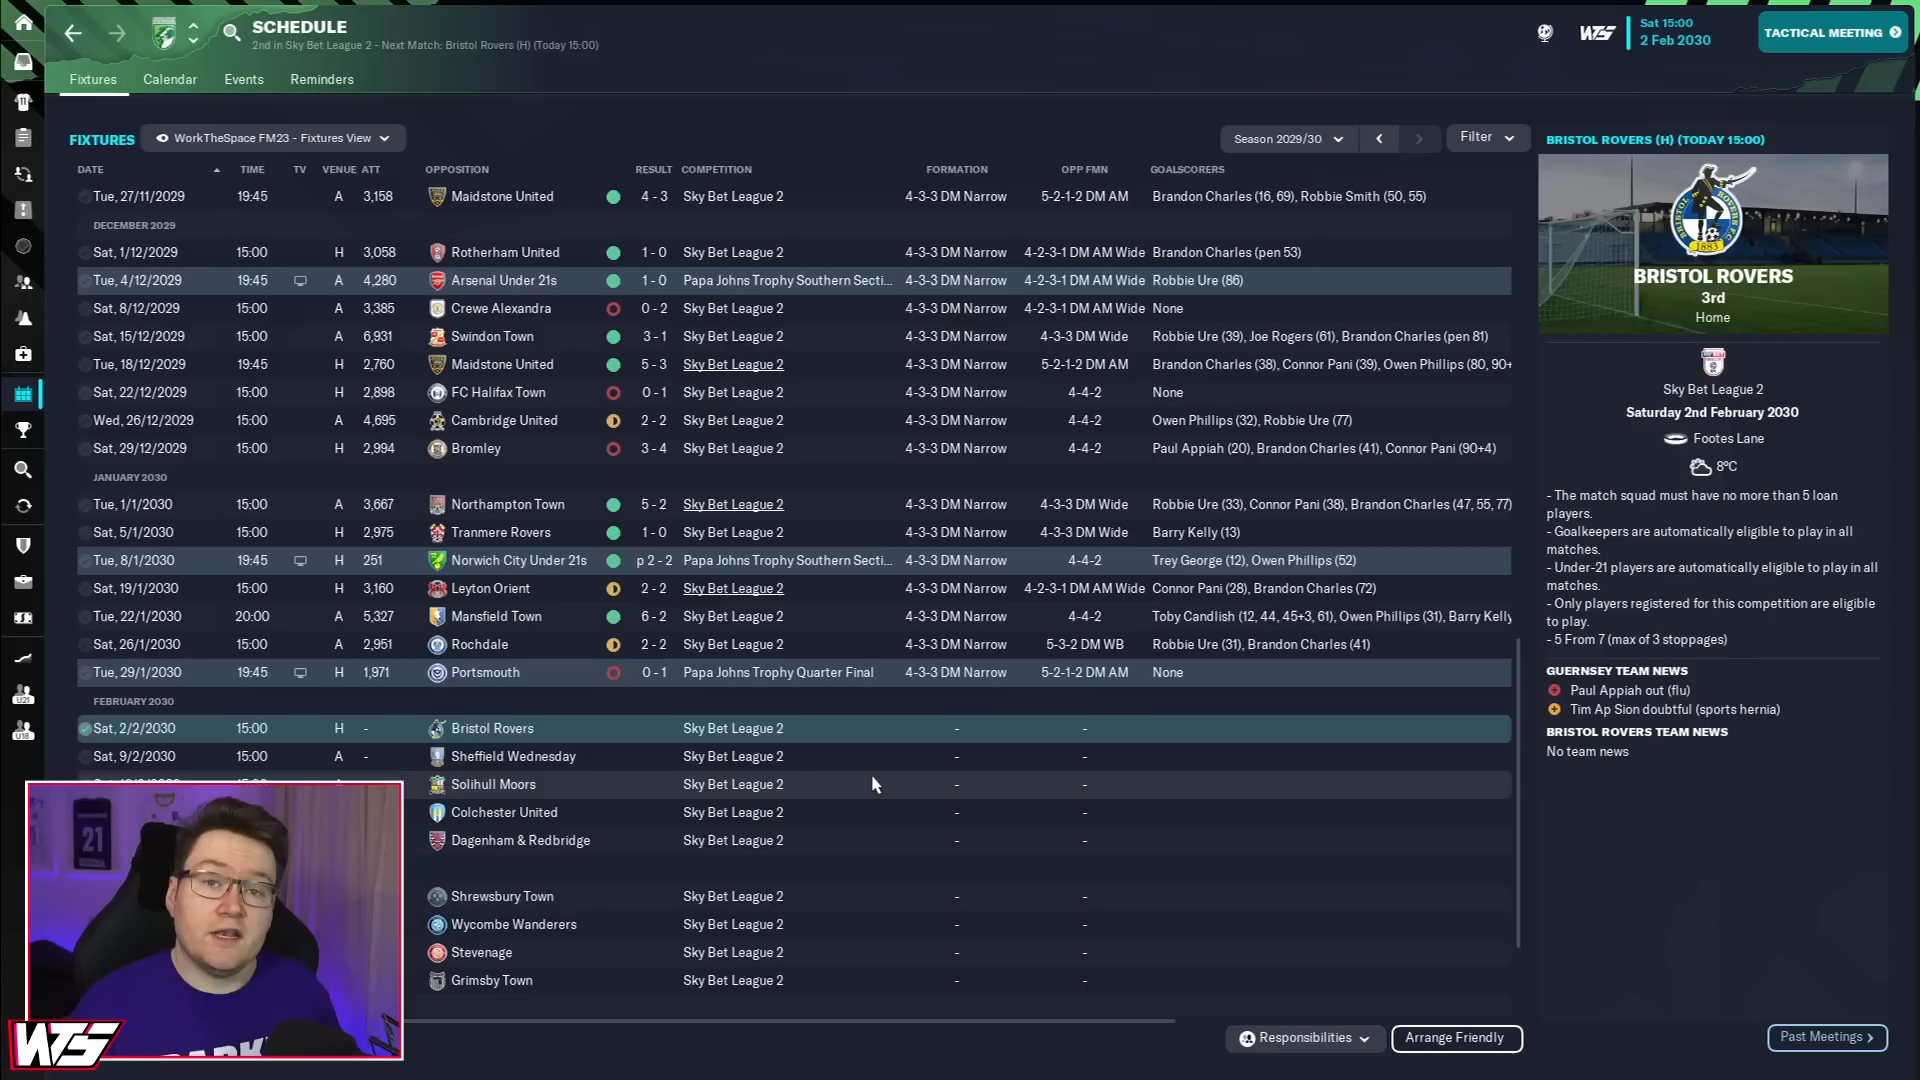 SCHEDULE
2nd in Sky Bet League 2 - Next Match: Bristol Rovers (H) (Today 15:00)
WTS
Sat 15:00
2 Feb 2030
TACTICAL MEETING
Fixtures Calendar Events Reminders
FIXTURES WorkTheSpace FM23 - Fixtures View Season 2029/30 Filter
DATE TIME TV VENUE ATT OPPOSITION RESULT COMPETITION FORMATION OPP FMN GOALSCORERS
Tue, 27/11/2029 19:45 A 3,158 Maidstone United 4 - 3 Sky Bet League 2 4-3-3 DM Narrow 5-2-1-2 DM AM Brandon Charles (16, 69), Robbie Smith (50, 55)
DECEMBER 2029
Sat, 1/12/2029 15:00 H 3,058 Rotherham United 1 - 0 Sky Bet League 2 4-3-3 DM Narrow 4-2-3-1 DM AM Wide Brandon Charles (pen 53)
Tue, 4/12/2029 19:45 A 4,280 Arsenal Under 21s 1 - 0 Papa Johns Trophy Southern Secti... 4-3-3 DM Narrow 4-2-3-1 DM AM Wide Robbie Ure (86)
Sat, 8/12/2029 15:00 A 3,385 Crewe Alexandra 0 - 2 Sky Bet League 2 4-3-3 DM Narrow 4-2-3-1 DM AM Wide None
Sat, 15/12/2029 15:00 A 6,931 Swindon Town 3 - 1 Sky Bet League 2 4-3-3 DM Narrow 4-3-3 DM Wide Robbie Ure (39), Joe Rogers (61), Brandon Charles (pen 81)
Tue, 18/12/2029 19:45 H 2,760 Maidstone United 5 - 3 Sky Bet League 2 4-3-3 DM Narrow 5-2-1-2 DM AM Brandon Charles (38), Connor Pani (39), Owen Phillips (80, 90+
Sat, 22/12/2029 15:00 H 2,898 FC Halifax Town 0 - 1 Sky Bet League 2 4-3-3 DM Narrow 4-4-2 None
Wed, 26/12/2029 15:00 A 4,695 Cambridge United 2 - 2 Sky Bet League 2 4-3-3 DM Narrow 4-4-2 Owen Phillips (32), Robbie Ure (77)
Sat, 29/12/2029 15:00 H 2,994 Bromley 3 - 4 Sky Bet League 2 4-3-3 DM Narrow 4-4-2 Paul Appiah (20), Brandon Charles (41), Connor Pani (90+4)
JANUARY 2030
Tue, 1/1/2030 15:00 A 3,667 Northampton Town 5 - 2 Sky Bet League 2 4-3-3 DM Narrow 4-3-3 DM Wide Robbie Ure (33), Connor Pani (38), Brandon Charles (47, 55, 77)
Sat, 5/1/2030 15:00 H 2,975 Tranmere Rovers 1 - 0 Sky Bet League 2 4-3-3 DM Narrow 4-3-3 DM Wide Barry Kelly (13)
Tue, 8/1/2030 19:45 H 251 Norwich City Under 21s p 2 - 2 Papa Johns Trophy Southern Secti... 4-3-3 DM Narrow 4-4-2 Trey George (12), Owen Phillips (52)
Sat, 19/1/2030 15:00 H 3,160 Leyton Orient 2 - 2 Sky Bet League 2 4-3-3 DM Narrow 4-2-3-1 DM AM Wide Connor Pani (28), Brandon Charles (72)
Tue, 22/1/2030 20:00 A 5,327 Mansfield Town 6 - 2 Sky Bet League 2 4-3-3 DM Narrow 4-4-2 Toby Candlish (12, 44, 45+3, 61), Owen Phillips (31), Barry Kelly
Sat, 26/1/2030 15:00 A 2,951 Rochdale 2 - 2 Sky Bet League 2 4-3-3 DM Narrow 5-3-2 DM WB Robbie Ure (31), Brandon Charles (41)
Tue, 29/1/2030 19:45 H 1,971 Portsmouth 0 - 1 Papa Johns Trophy Quarter Final 4-3-3 DM Narrow 5-2-1-2 DM AM None
FEBRUARY 2030
Sat, 2/2/2030 15:00 H - Bristol Rovers Sky Bet League 2 - -
Sat, 9/2/2030 15:00 A - Sheffield Wednesday Sky Bet League 2 - -
Solihull Moors Sky Bet League 2 - -
Colchester United Sky Bet League 2 - -
Dagenham & Redbridge Sky Bet League 2 - -
Shrewsbury Town Sky Bet League 2 - -
Wycombe Wanderers Sky Bet League 2 - -
Stevenage Sky Bet League 2 - -
Grimsby Town Sky Bet League 2 - -
Responsibilities Arrange Friendly
BRISTOL ROVERS (H) (TODAY 15:00)
BRISTOL ROVERS FC
1883
BRISTOL ROVERS
3rd
Home
Sky Bet League 2
Saturday 2nd February 2030
Footes Lane
8°C
- The match squad must have no more than 5 loan
players.
- Goalkeepers are automatically eligible to play in all
matches.
- Under-21 players are automatically eligible to play in all
matches.
- Only players registered for this competition are eligible
to play.
- 5 From 7 (max of 3 stoppages)
GUERNSEY TEAM NEWS
Paul Appiah out (flu)
Tim Ap Sion doubtful (sports hernia)
BRISTOL ROVERS TEAM NEWS
No team news
Past Meetings
11
U21
U18
21
WTS